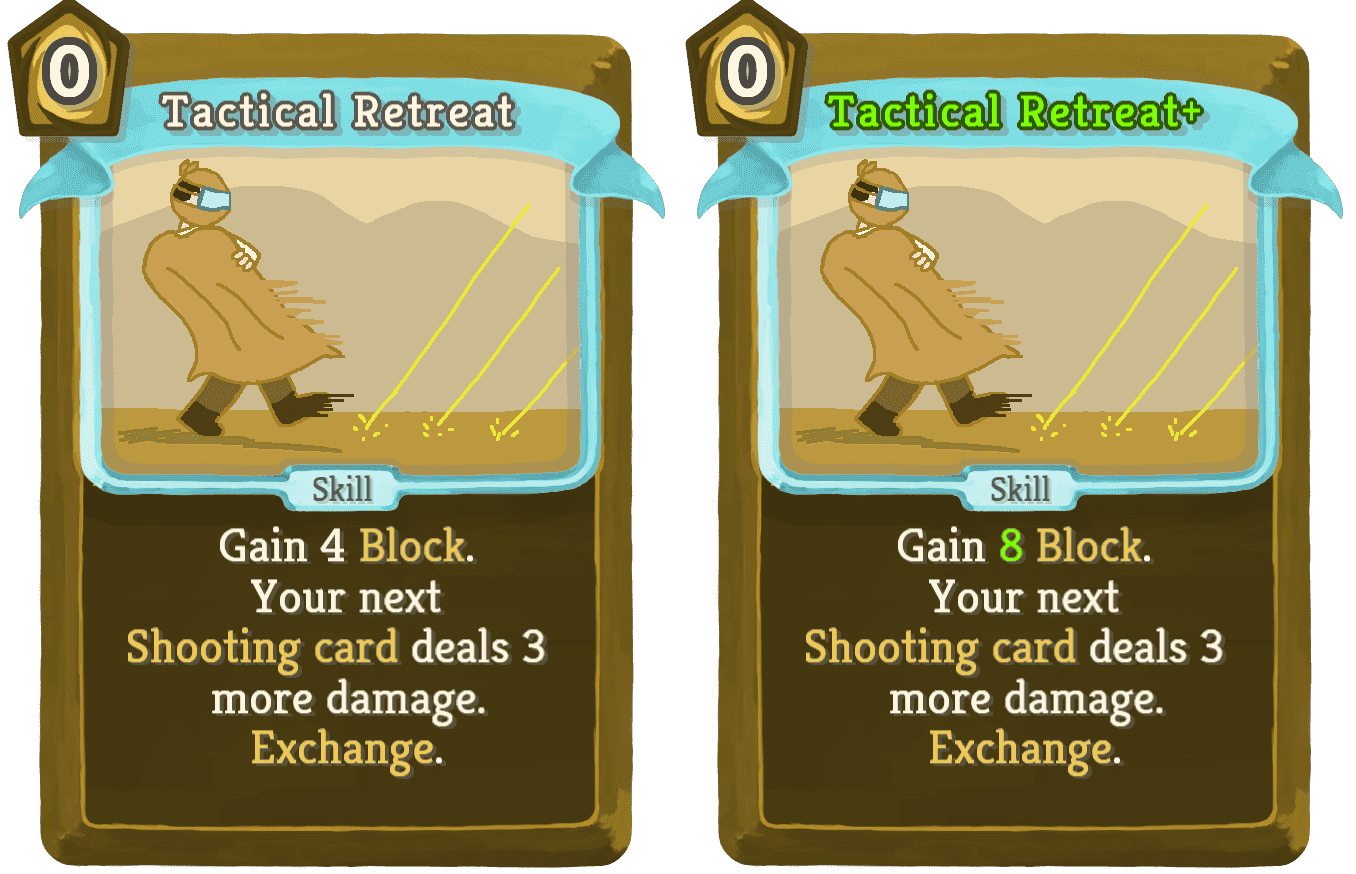 0
Tactical Retreat
Skill
Gain 4 Block.
Your next
Shooting card deals 3
more damage.
Exchange.
0
Tactical Retreat+
Skill
Gain 8 Block.
Your next
Shooting card deals 3
more damage.
Exchange.